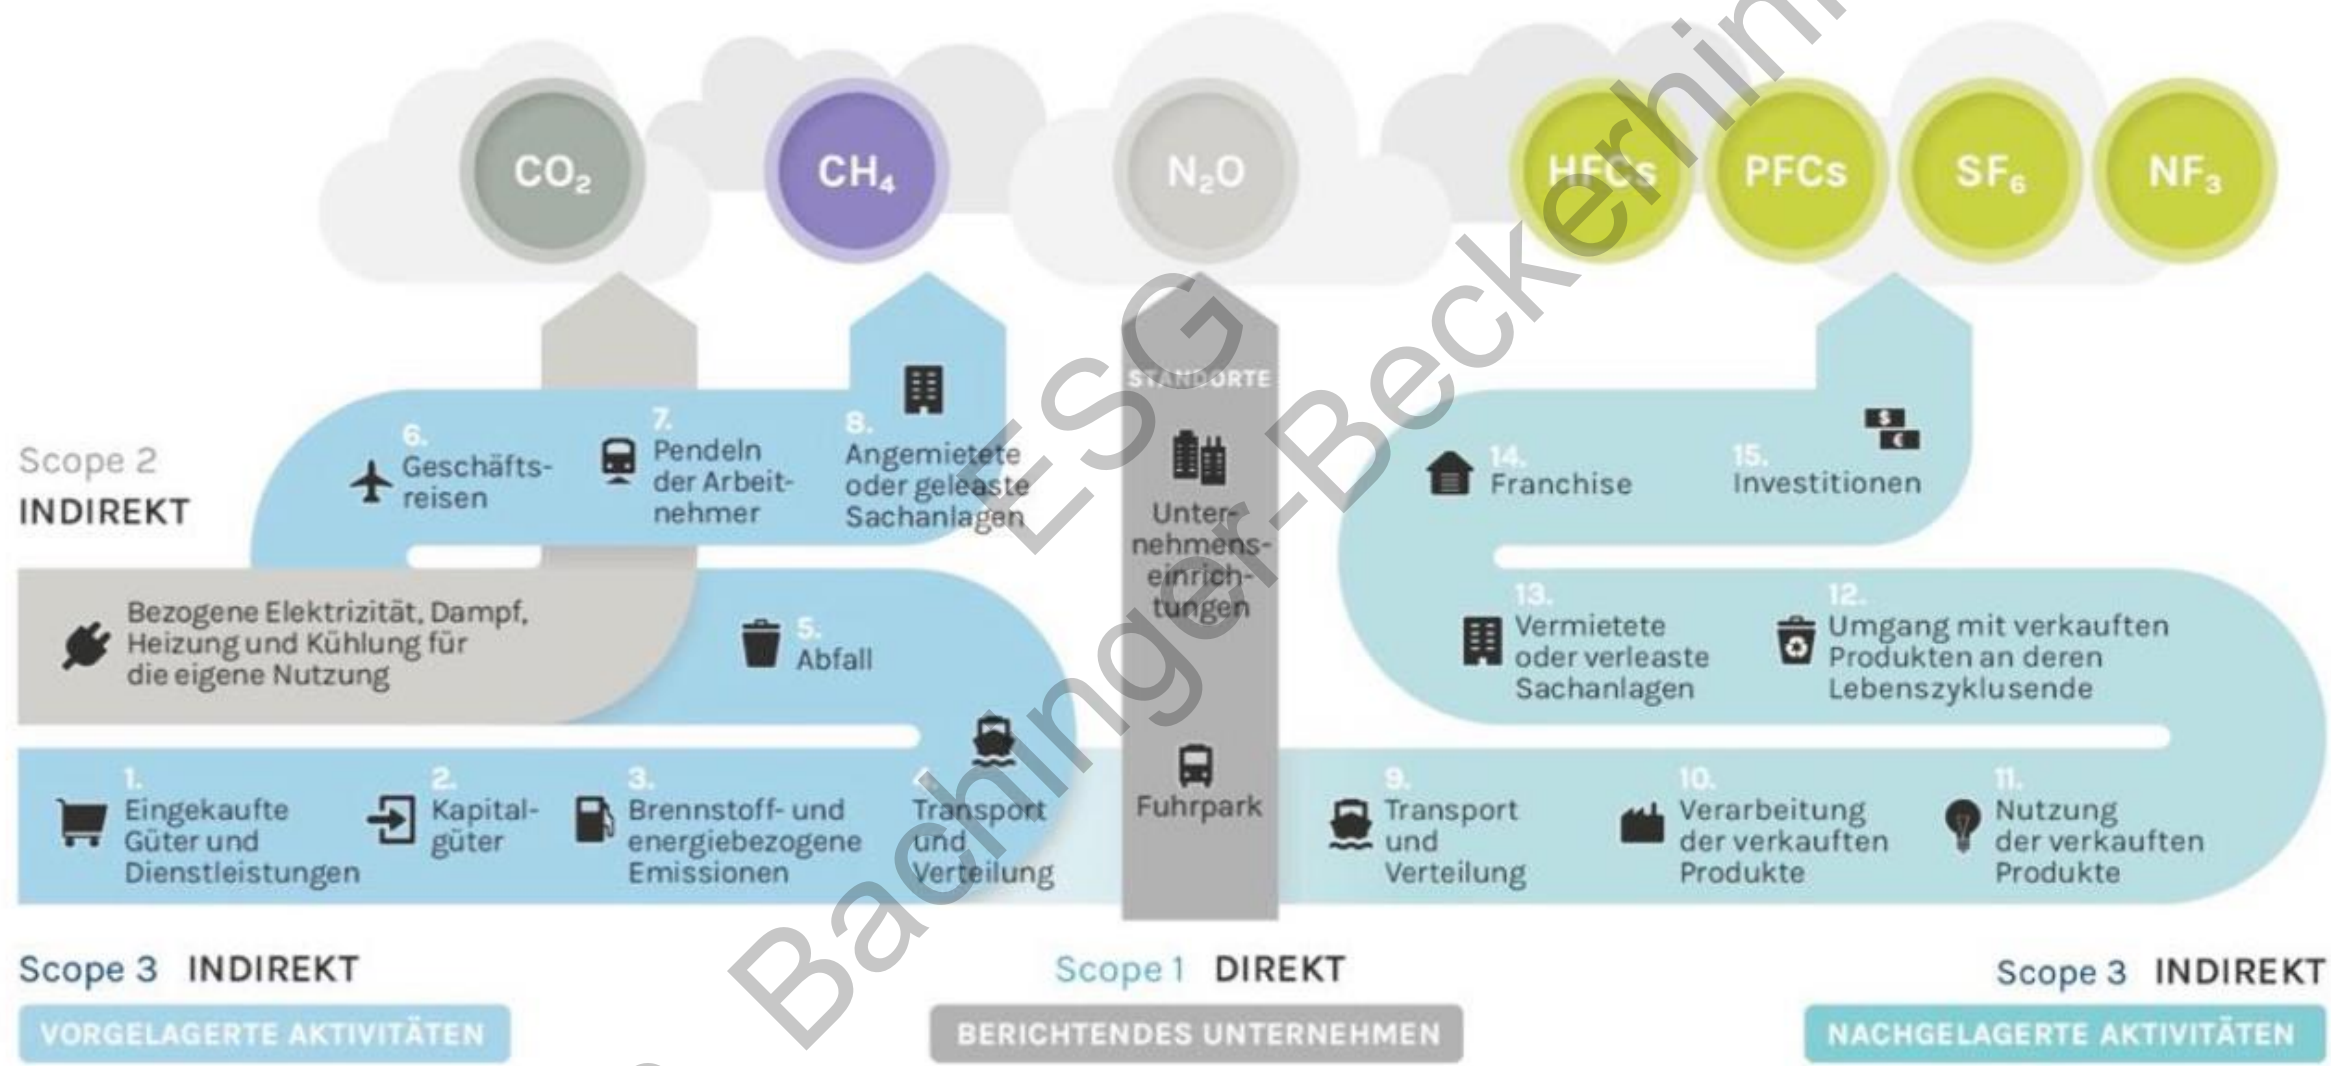 CO₂
CH₄
N₂O
HFCs
PFCs
SF₆
NF₃
Scope 2
INDIREKT
6.
Geschäfts-
reisen
7.
Pendeln
der Arbeit-
nehmer
8.
Angemietete
oder geleaste
Sachanlagen
Bezogene Elektrizität, Dampf,
Heizung und Kühlung für
die eigene Nutzung
5.
Abfall
1.
Eingekaufte
Güter und
Dienstleistungen
2.
Kapital-
güter
3.
Brennstoff- und
energiebezogene
Emissionen
4.
Transport
und
Verteilung
STANDORTE
Unter-
nehmens-
einrich-
tungen
Fuhrpark
14.
Franchise
15.
Investitionen
$
€
13.
Vermietete
oder verleaste
Sachanlagen
12.
Umgang mit verkauften
Produkten an deren
Lebenszyklusende
9.
Transport
und
Verteilung
10.
Verarbeitung
der verkauften
Produkte
11.
Nutzung
der verkauften
Produkte
Scope 3 INDIREKT
VORGELAGERTE AKTIVITÄTEN
Scope 1 DIREKT
BERICHTENDES UNTERNEHMEN
Scope 3 INDIREKT
NACHGELAGERTE AKTIVITÄTEN
ESG